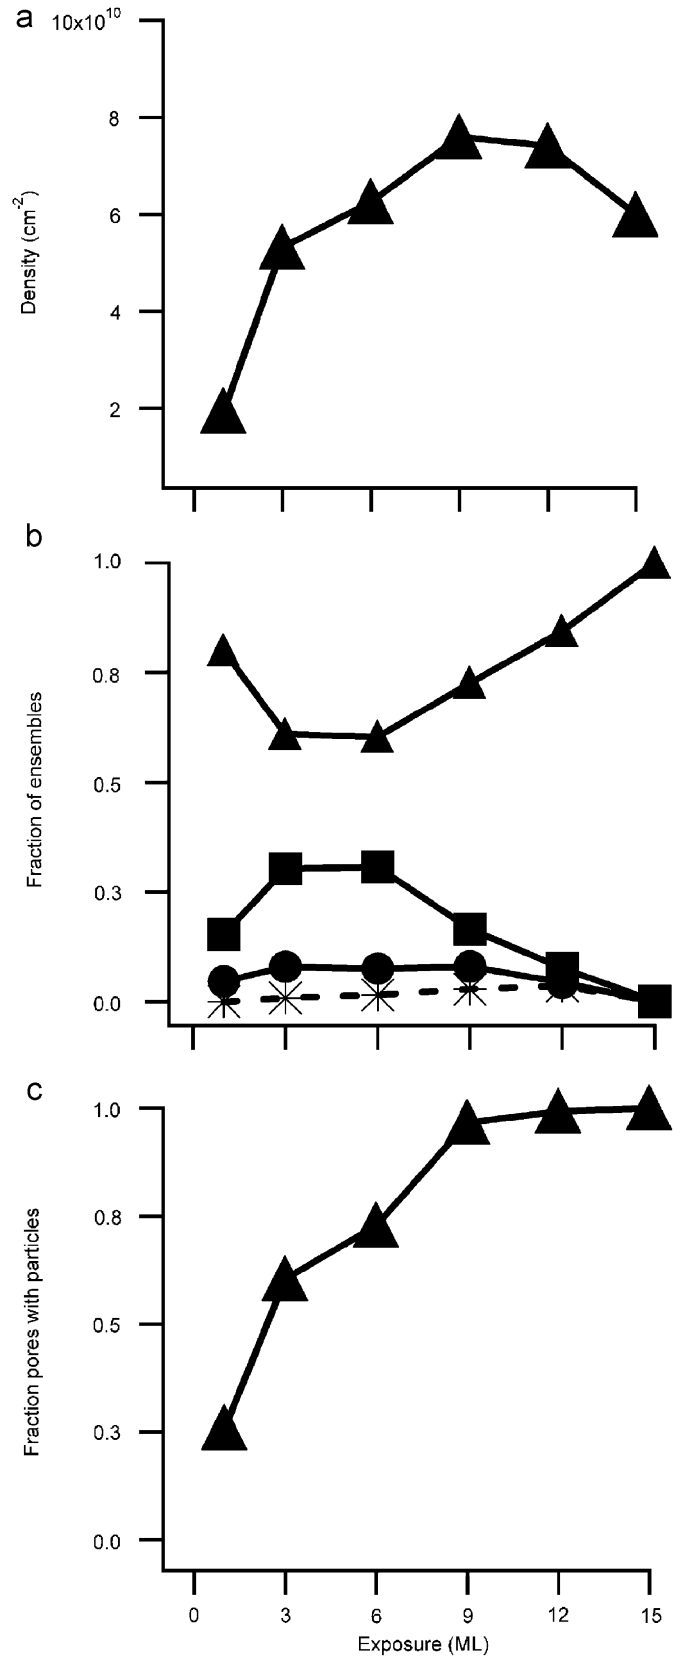 a
10x10¹⁰
8
6
4
2
Density (cm⁻²)
b
1.0
0.8
0.5
0.3
0.0
Fraction of ensembles
c
1.0
0.8
0.5
0.3
0.0
Fraction pores with particles
0 3 6 9 12 15
Exposure (ML)